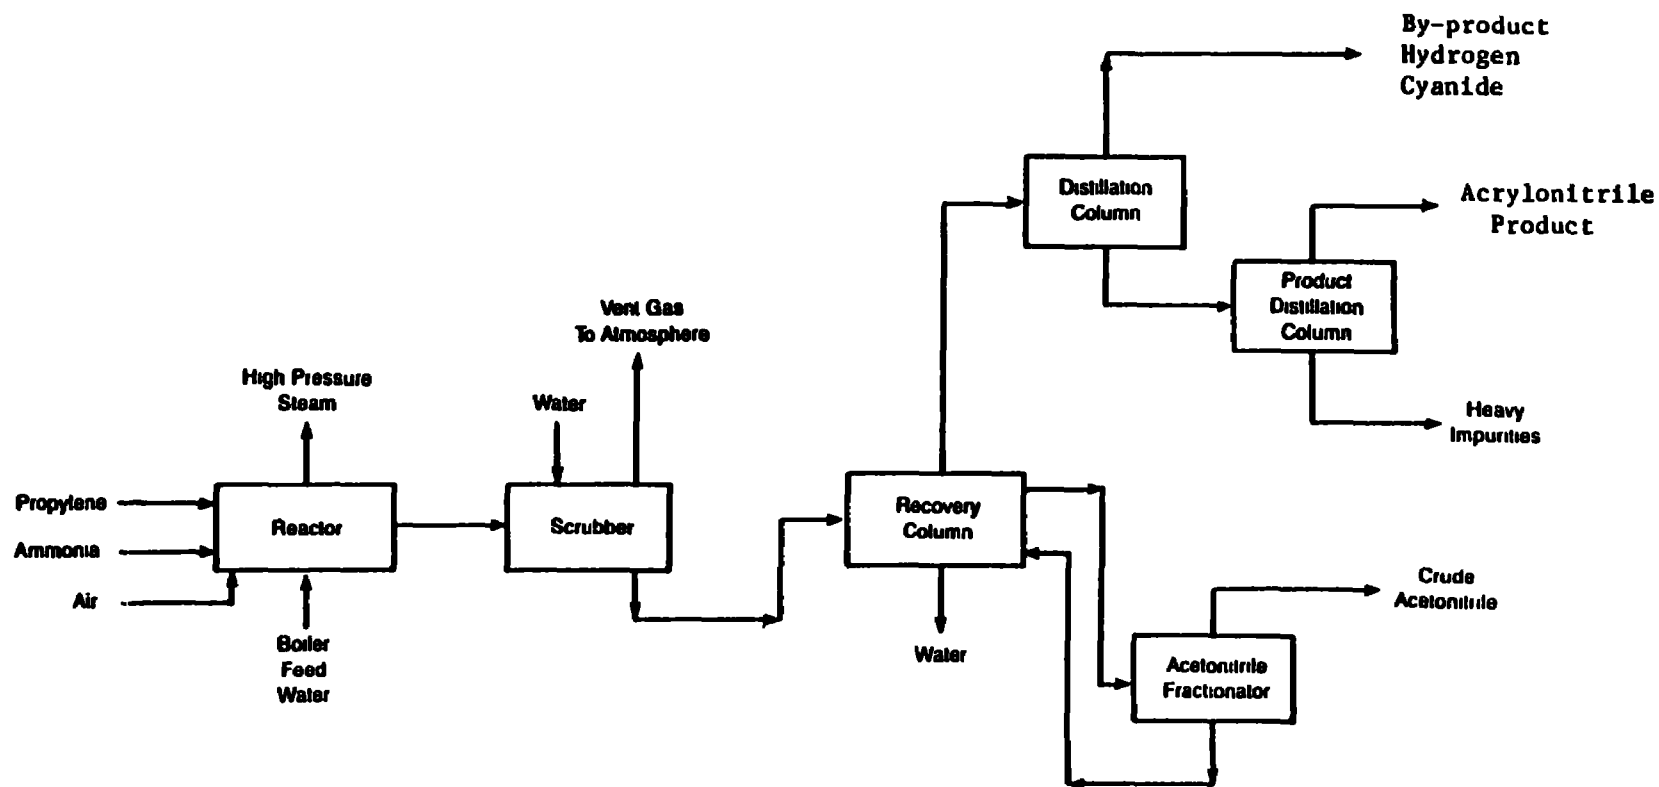 By-product
Hydrogen
Cyanide
Distillation
Column
Acrylonitrile
Product
Product
Distillation
Column
Vent Gas
To Atmosphere
High Pressure
Steam
Water
Heavy
Impurities
Propylene
Reactor
Scrubber
Recovery
Column
Ammonia
Air
Crude
Acetonitrile
Boiler
Feed
Water
Water
Acetonitrile
Fractionator